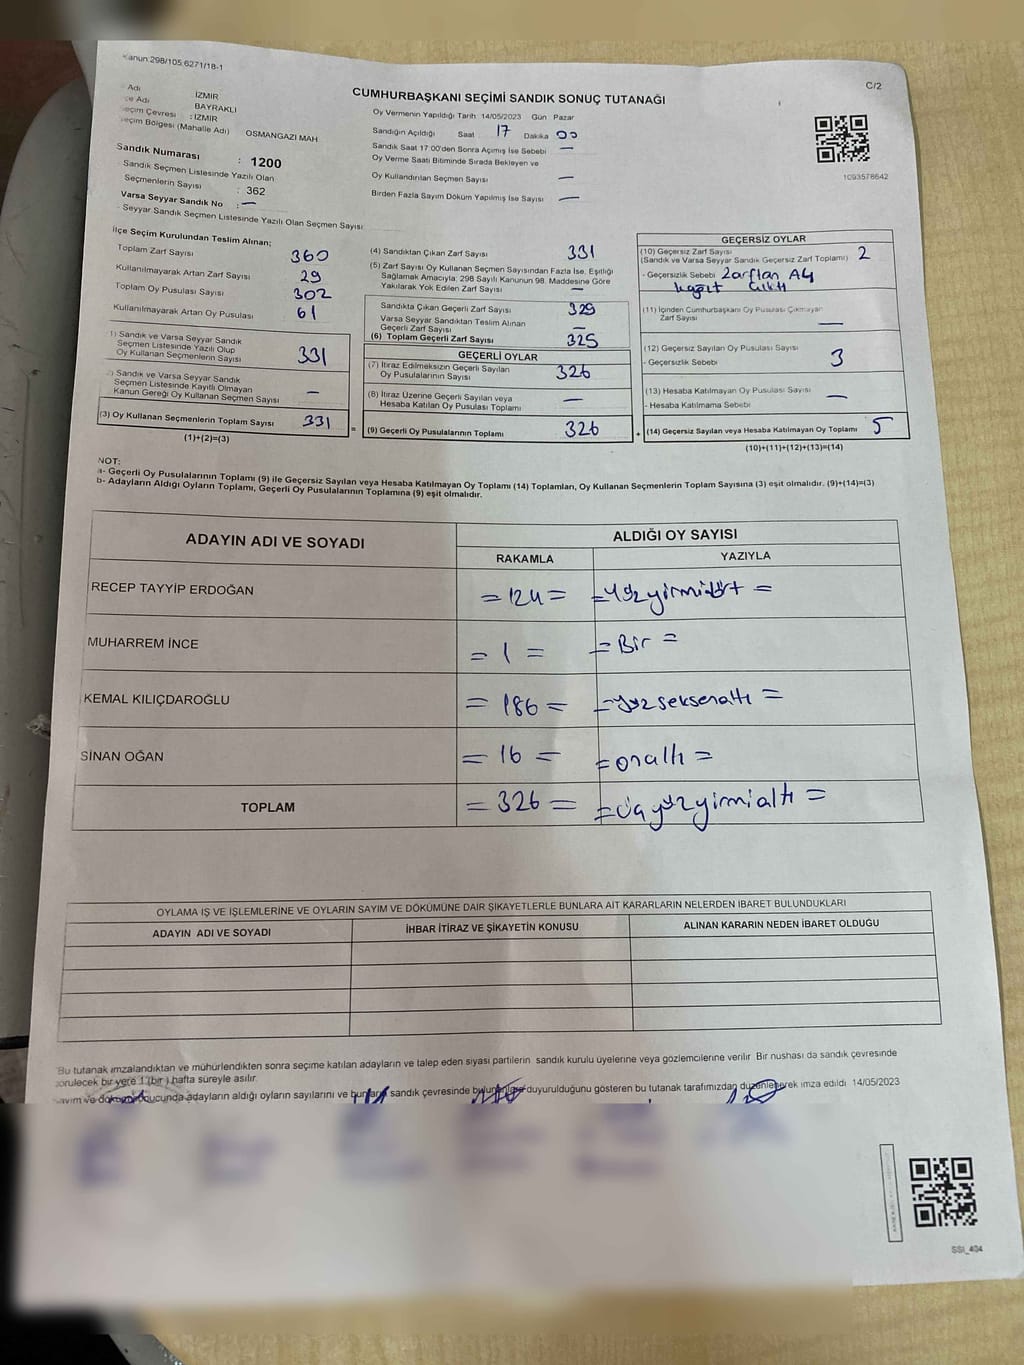 Kanun:298/105:6271/18-1
C/2
CUMHURBAŞKANI SEÇİMİ SANDIK SONUÇ TUTANAĞI
Adı İZMİR
Adı BAYRAKLI
Seçim Çevresi : İZMİR
Seçim Bölgesi (Mahalle Adı) OSMANGAZİ MAH
Sandık Numarası : 1200
Sandık Seçmen Listesinde Yazılı Olan
Seçmenlerin Sayısı : 362
Varsa Seyyar Sandık No : —
Seyyar Sandık Seçmen Listesinde Yazılı Olan Seçmen Sayısı
Oy Vermenin Yapıldığı Tarih 14/05/2023 Gün Pazar
Sandığın Açıldığı Saat 17 Dakika 00
Sandık Saat 17:00'den Sonra Açımış İse Sebebi —
Oy Verme Saati Bitiminde Sırada Bekleyen ve
Oy Kullandırılan Seçmen Sayısı —
Birden Fazla Sayım Döküm Yapılmış İse Sayısı —
1093578642
İlçe Seçim Kurulundan Teslim Alınan;
Toplam Zarf Sayısı 360
Kullanılmayarak Artan Zarf Sayısı 29
Toplam Oy Pusulası Sayısı 302
Kullanılmayarak Artan Oy Pusulası 61
1) Sandık ve Varsa Seyyar Sandık
Seçmen Listesinde Yazılı Olup
Oy Kullanan Seçmenlerin Sayısı 331
2) Sandık ve Varsa Seyyar Sandık
Seçmen Listesinde Kayıtlı Olmayan
Kanun Gereği Oy Kullanan Seçmen Sayısı —
(3) Oy Kullanan Seçmenlerin Toplam Sayısı 331
(1)+(2)=(3)
(4) Sandıktan Çıkan Zarf Sayısı 331
(5) Zarf Sayısı Oy Kullanan Seçmen Sayısından Fazla İse, Eşitliği
Sağlamak Amacıyla; 298 Sayılı Kanunun 98. Maddesine Göre
Yakılarak Yok Edilen Zarf Sayısı —
Sandıkta Çıkan Geçerli Zarf Sayısı 329
Varsa Seyyar Sandıktan Teslim Alınan
Geçerli Zarf Sayısı —
(6) Toplam Geçerli Zarf Sayısı 325
GEÇERLİ OYLAR
(7) İtiraz Edilmeksizin Geçerli Sayılan
Oy Pusulalarının Sayısı 326
(8) İtiraz Üzerine Geçerli Sayılan veya
Hesaba Katılan Oy Pusulası Toplamı —
= (9) Geçerli Oy Pusulalarının Toplamı 326
GEÇERSİZ OYLAR
(10) Geçersiz Zarf Sayısı
(Sandık ve Varsa Seyyar Sandık Geçersiz Zarf Toplamı) 2
- Geçersizlik Sebebi Zarftan A4
kağıt Çıktı
(11) İçinden Cumhurbaşkanı Oy Pusulası Çıkmayan
Zarf Sayısı —
(12) Geçersiz Sayılan Oy Pusulası Sayısı 3
- Geçersizlik Sebebi
(13) Hesaba Katılmayan Oy Pusulası Sayısı —
- Hesaba Katılmama Sebebi
+ (14) Geçersiz Sayılan veya Hesaba Katılmayan Oy Toplamı 5
(10)+(11)+(12)+(13)=(14)
NOT:
a- Geçerli Oy Pusulalarının Toplamı (9) ile Geçersiz Sayılan veya Hesaba Katılmayan Oy Toplamı (14) Toplamları, Oy Kullanan Seçmenlerin Toplam Sayısına (3) eşit olmalıdır. (9)+(14)=(3)
b- Adayların Aldığı Oyların Toplamı, Geçerli Oy Pusulalarının Toplamına (9) eşit olmalıdır.
ADAYIN ADI VE SOYADI ALDIĞI OY SAYISI
RAKAMLA YAZIYLA
RECEP TAYYİP ERDOĞAN =124= =Yüzyirmidört=
MUHARREM İNCE =1= =Bir=
KEMAL KILIÇDAROĞLU =186= =yüzseksenaltı=
SİNAN OĞAN =16= =onaltı=
TOPLAM =326= =üçyüzyirmialtı=
OYLAMA İŞ VE İŞLEMLERİNE VE OYLARIN SAYIM VE DÖKÜMÜNE DAİR ŞİKAYETLERLE BUNLARA AİT KARARLARIN NELERDEN İBARET BULUNDUKLARI
ADAYIN ADI VE SOYADI İHBAR İTİRAZ VE ŞİKAYETİN KONUSU ALINAN KARARIN NEDEN İBARET OLDUĞU
Bu tutanak imzalandıktan ve mühürlendikten sonra seçime katılan adayların ve talep eden siyasi partilerin sandık kurulu üyelerine veya gözlemcilerine verilir. Bir nüshası da sandık çevresinde
görülecek bir yere 1 (bir) hafta süreyle asılır.
Sayım ve döküm sonucunda adayların aldığı oyların sayılarını ve bunların sandık çevresinde bulunanlara duyurulduğunu gösteren bu tutanak tarafımızdan düzenlenerek imza edildi 14/05/2023
SSI_404